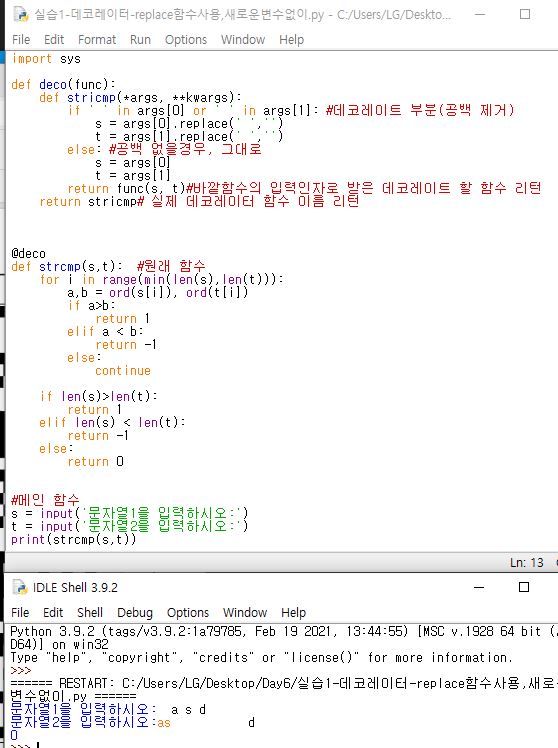 실습1-데코레이터-replace함수사용,새로운변수없이.py - C:/Users/LG/Deskto...
File Edit Format Run Options Window Help
import sys
def deco(func):
    def stricmp(*args, **kwargs):
        if ' ' in args[0] or ' ' in args[1]: #데코레이트 부분(공백 제거)
            s = args[0].replace(' ','')
            t = args[1].replace(' ','')
        else: #공백 없을경우, 그대로
            s = args[0]
            t = args[1]
        return func(s, t)#바깥함수의 입력인자로 받은 데코레이트 할 함수 리턴
    return stricmp# 실제 데코레이터 함수 이름 리턴
@deco
def strcmp(s,t):  #원래 함수
    for i in range(min(len(s),len(t))):
        a,b = ord(s[i]), ord(t[i])
        if a>b:
            return 1
        elif a < b:
            return -1
        else:
            continue
    if len(s)>len(t):
        return 1
    elif len(s) < len(t):
        return -1
    else:
        return 0
#메인 함수
s = input('문자열1을 입력하시오:')
t = input('문자열2를 입력하시오:')
print(strcmp(s,t))
Ln: 13
IDLE Shell 3.9.2
File Edit Shell Debug Options Window Help
Python 3.9.2 (tags/v3.9.2:1a79785, Feb 19 2021, 13:44:55) [MSC v.1928 64 bit (
D64)] on win32
Type "help", "copyright", "credits" or "license()" for more information.
>>>
====== RESTART: C:/Users/LG/Desktop/Day6/실습1-데코레이터-replace함수사용,새로
변수없이.py ======
문자열1을 입력하시오:  a s d
문자열2를 입력하시오:as           d
0
>>>